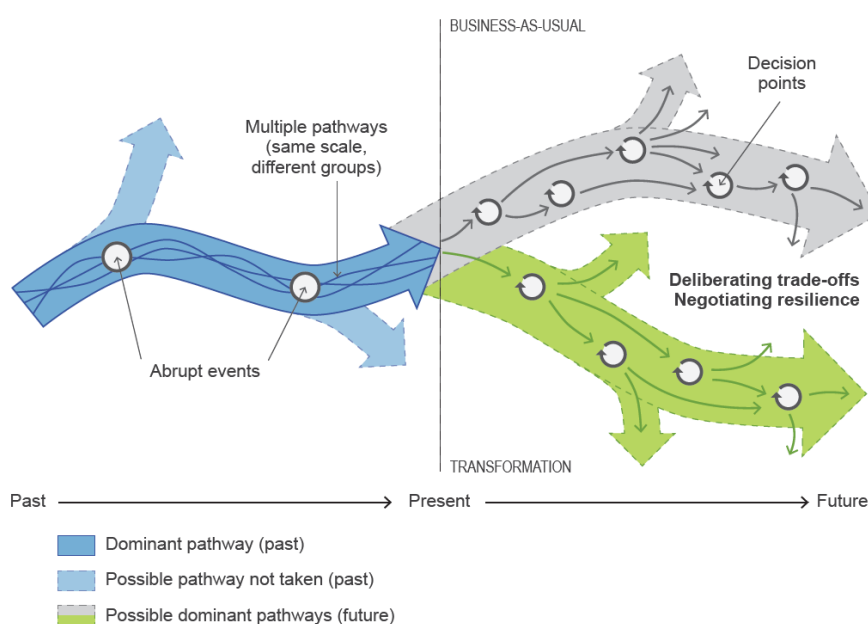 BUSINESS-AS-USUAL
Decision
points
Multiple pathways
(same scale,
different groups)
Deliberating trade-offs
Negotiating resilience
Abrupt events
TRANSFORMATION
Past
Present
Future
Dominant pathway (past)
Possible pathway not taken (past)
Possible dominant pathways (future)